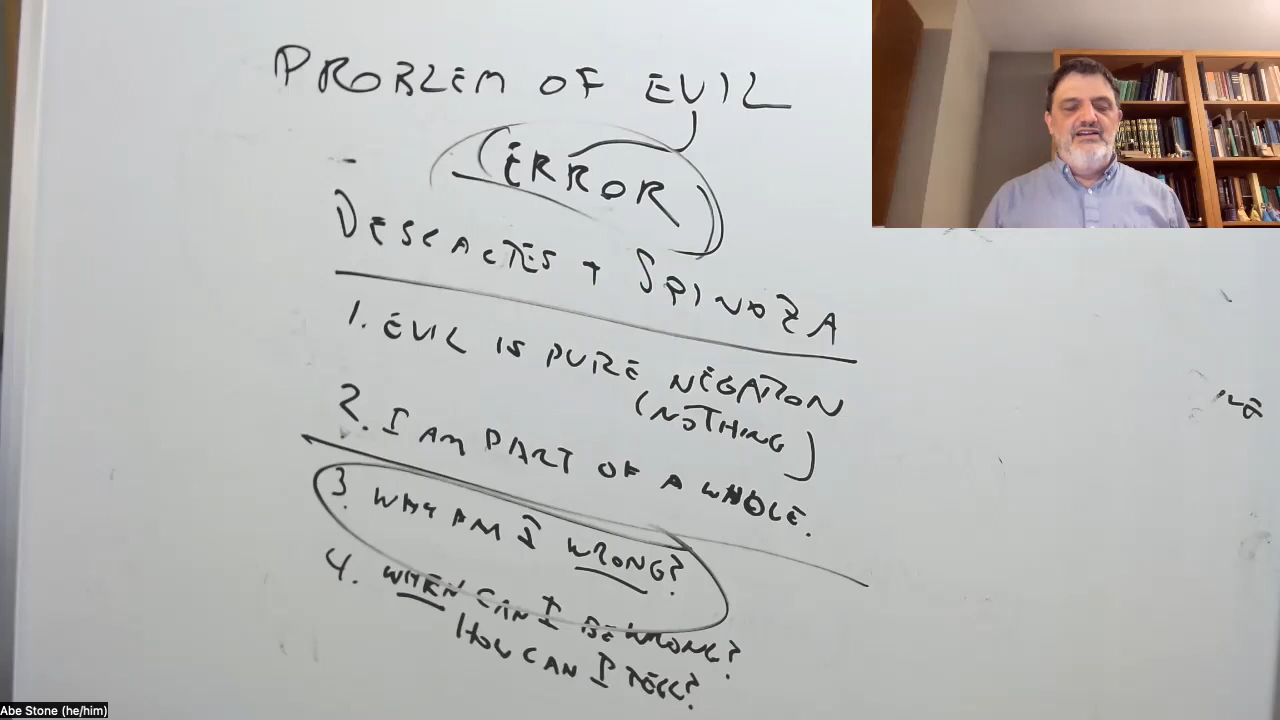 PROBLEM OF EVIL
(ERROR)
DESCARTES + SPINOZA
1. EVIL IS PURE NEGATION
(NOTHING)
2. I AM PART OF A WHOLE.
3. WHY AM I WRONG?
4. WHEN CAN I BE WRONG?
HOW CAN I TELL?
Abe Stone (he/him)